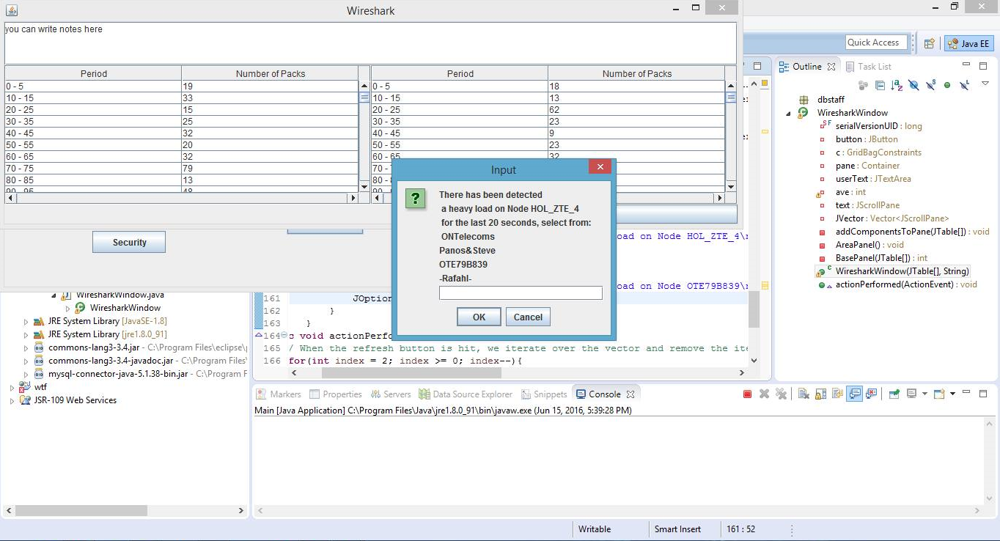 Wireshark
you can write notes here
Period Number of Packs Period Number of Packs
0 - 5 19 0 - 5 18
10 - 15 33 10 - 15 13
20 - 25 15 20 - 25 62
30 - 35 25 30 - 35 23
40 - 45 32 40 - 45 9
50 - 55 20 50 - 55 23
60 - 65 32 60 - 65 32
70 - 75 79 70 -
80 - 85 13 80 -
90 - 95 48 90
Security
Input
There has been detected
a heavy load on Node HOL_ZTE_4
for the last 20 seconds, select from:
ONTelecoms
Panos&Steve
OTE79B839
-Rafahl-
OK Cancel
Quick Access Java EE
Outline Task List
dbstaff
WiresharkWindow
serialVersionUID : long
button : JButton
c : GridBagConstraints
pane : Container
userText : JTextArea
ave : int
text : JScrollPane
JVector : Vector<JScrollPane>
addComponentsToPane(JTable[]) : void
AreaPanel() : void
BasePanel(JTable[]) : int
WiresharkWindow(JTable[], String)
actionPerformed(ActionEvent) : void
oad on Node HOL_ZTE_4\
oad on Node OTE79B839\
161 JOption
162 }
163 }
164 c void actionPerf
165 / When the refresh button is hit, we iterate over the vector and remove the ite
166 for(int index = 2; index >= 0; index--){
WiresharkWindow.java
WiresharkWindow
JRE System Library [JavaSE-1.8]
JRE System Library [jre1.8.0_91]
commons-lang3-3.4.jar - C:\Program Files\eclipse\
commons-lang3-3.4-javadoc.jar - C:\Program Files\
mysql-connector-java-5.1.38-bin.jar - C:\Program F
wtf
JSR-109 Web Services
Markers Properties Servers Data Source Explorer Snippets Console
Main [Java Application] C:\Program Files\Java\jre1.8.0_91\bin\javaw.exe (Jun 15, 2016, 5:39:28 PM)
Writable Smart Insert 161 : 52